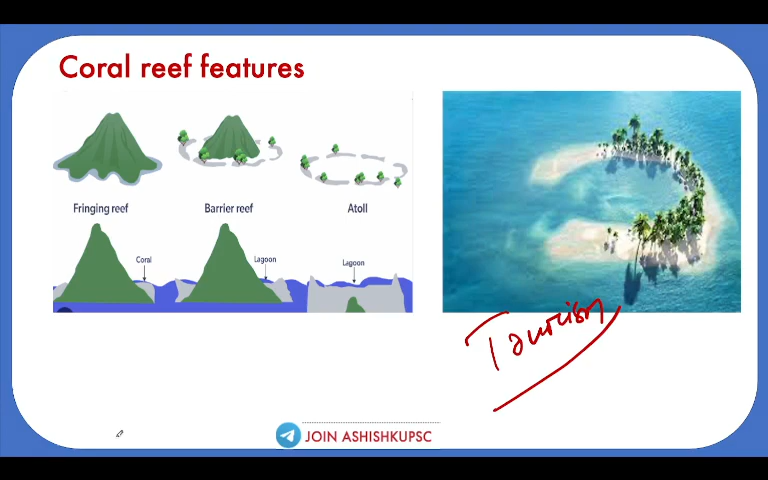 Coral reef features
Fringing reef
Barrier reef
Atoll
Coral
Lagoon
Lagoon
Tourism
JOIN ASHISHKUPSC